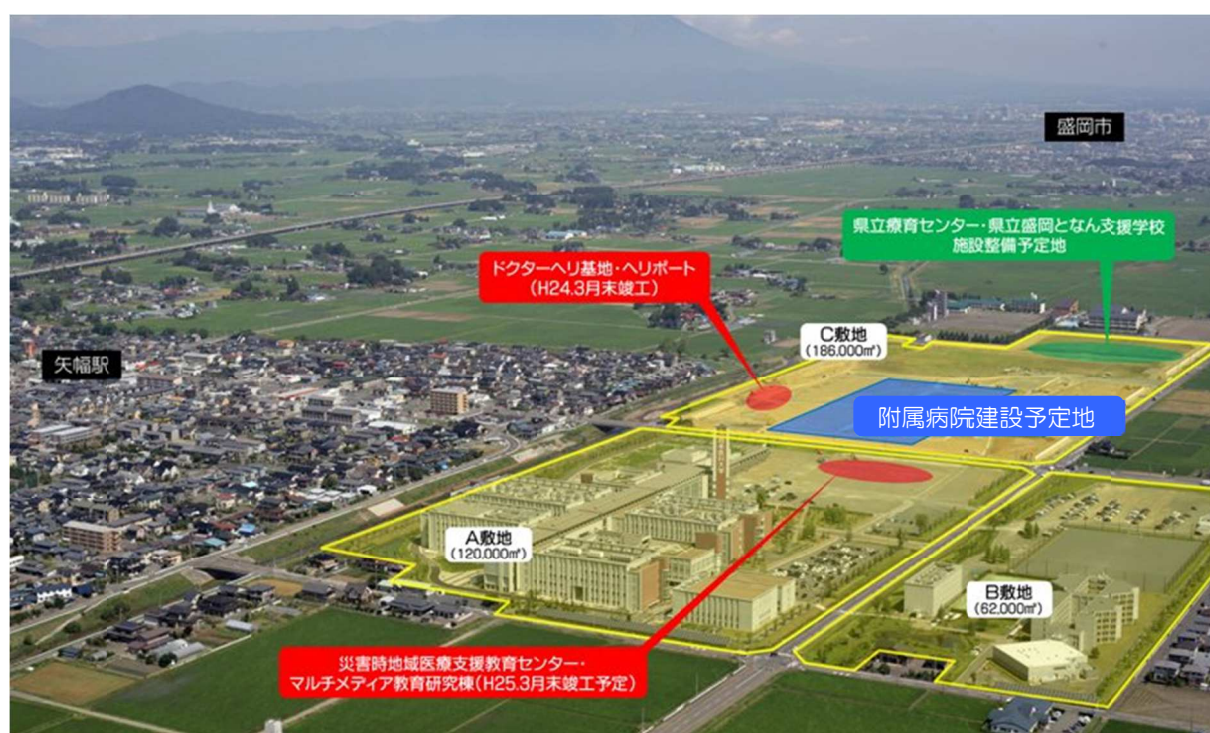 盛岡市
県立療育センター・県立盛岡となん支援学校
施設整備予定地
ドクターヘリ基地・ヘリポート
(H24.3月末竣工)
C敷地
(186.000㎡)
矢幅駅
附属病院建設予定地
A敷地
(120.000㎡)
B敷地
(62.000㎡)
災害時地域医療支援教育センター・
マルチメディア教育研究棟(H25.3月末竣工予定)